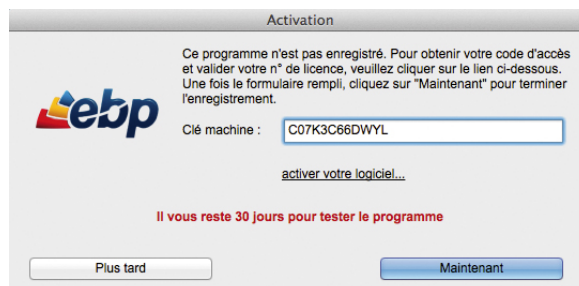 Activation
Ce programme n'est pas enregistré. Pour obtenir votre code d'accès
et valider votre n° de licence, veuillez cliquer sur le lien ci-dessous.
Une fois le formulaire rempli, cliquez sur "Maintenant" pour terminer
l'enregistrement.
ebp
Clé machine : C07K3C66DWYL
activer votre logiciel...
Il vous reste 30 jours pour tester le programme
Plus tard
Maintenant